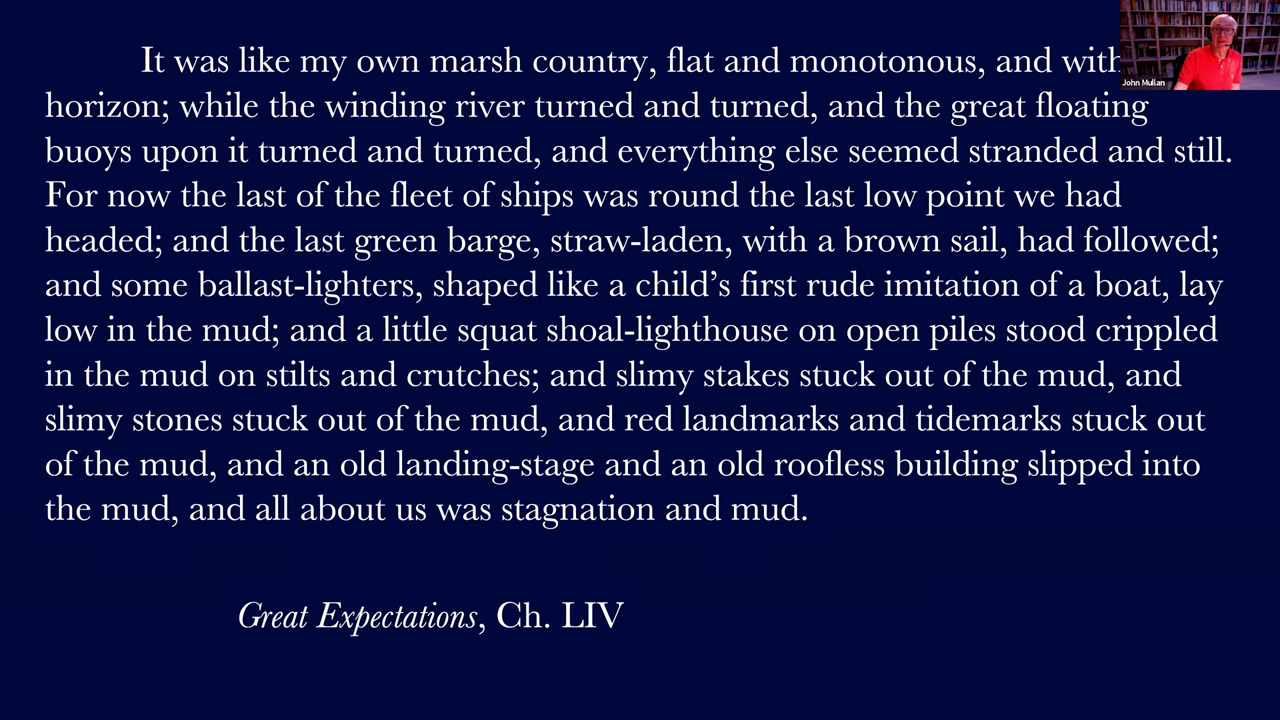 It was like my own marsh country, flat and monotonous, and with
John Mullan
horizon; while the winding river turned and turned, and the great floating
buoys upon it turned and turned, and everything else seemed stranded and still.
For now the last of the fleet of ships was round the last low point we had
headed; and the last green barge, straw-laden, with a brown sail, had followed;
and some ballast-lighters, shaped like a child’s first rude imitation of a boat, lay
low in the mud; and a little squat shoal-lighthouse on open piles stood crippled
in the mud on stilts and crutches; and slimy stakes stuck out of the mud, and
slimy stones stuck out of the mud, and red landmarks and tidemarks stuck out
of the mud, and an old landing-stage and an old roofless building slipped into
the mud, and all about us was stagnation and mud.
Great Expectations, Ch. LIV